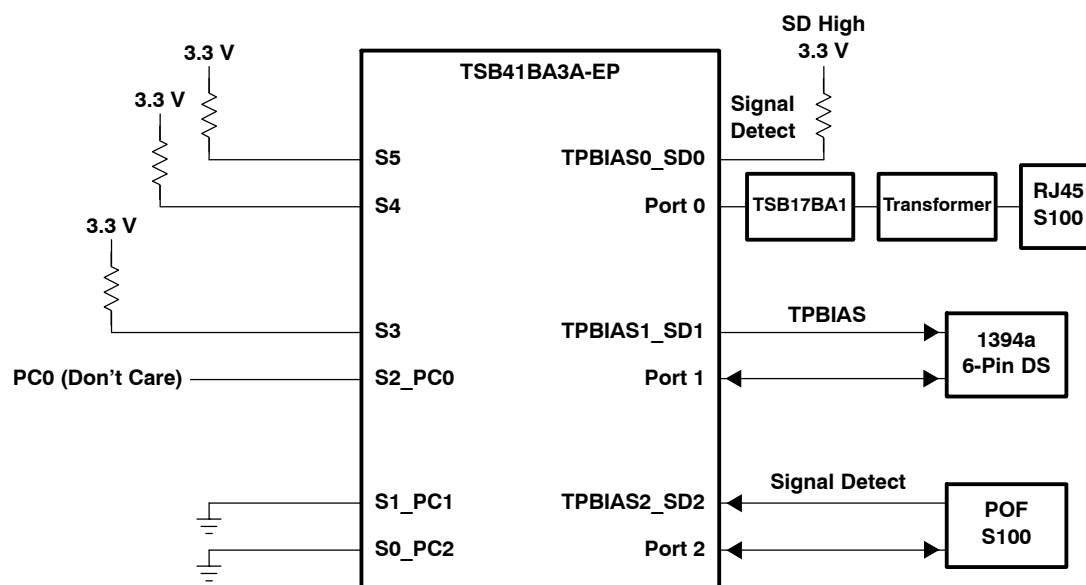 SD High
3.3 V
3.3 V
3.3 V
TSB41BA3A-EP
Signal
Detect
S5
TPBIAS0_SD0
S4
Port 0
TSB17BA1
Transformer
RJ45
S100
3.3 V
S3
TPBIAS1_SD1
TPBIAS
1394a
6-Pin DS
PC0 (Don't Care)
S2_PC0
Port 1
S1_PC1
TPBIAS2_SD2
Signal Detect
POF
S100
S0_PC2
Port 2